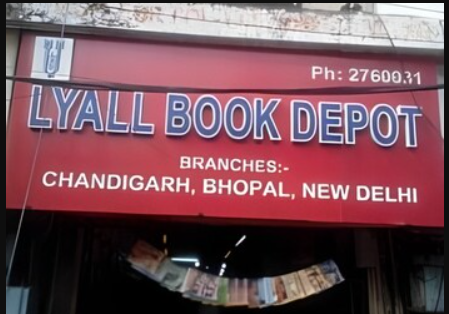 Ph: 2760031
LYALL BOOK DEPOT
BRANCHES:-
CHANDIGARH, BHOPAL, NEW DELHI